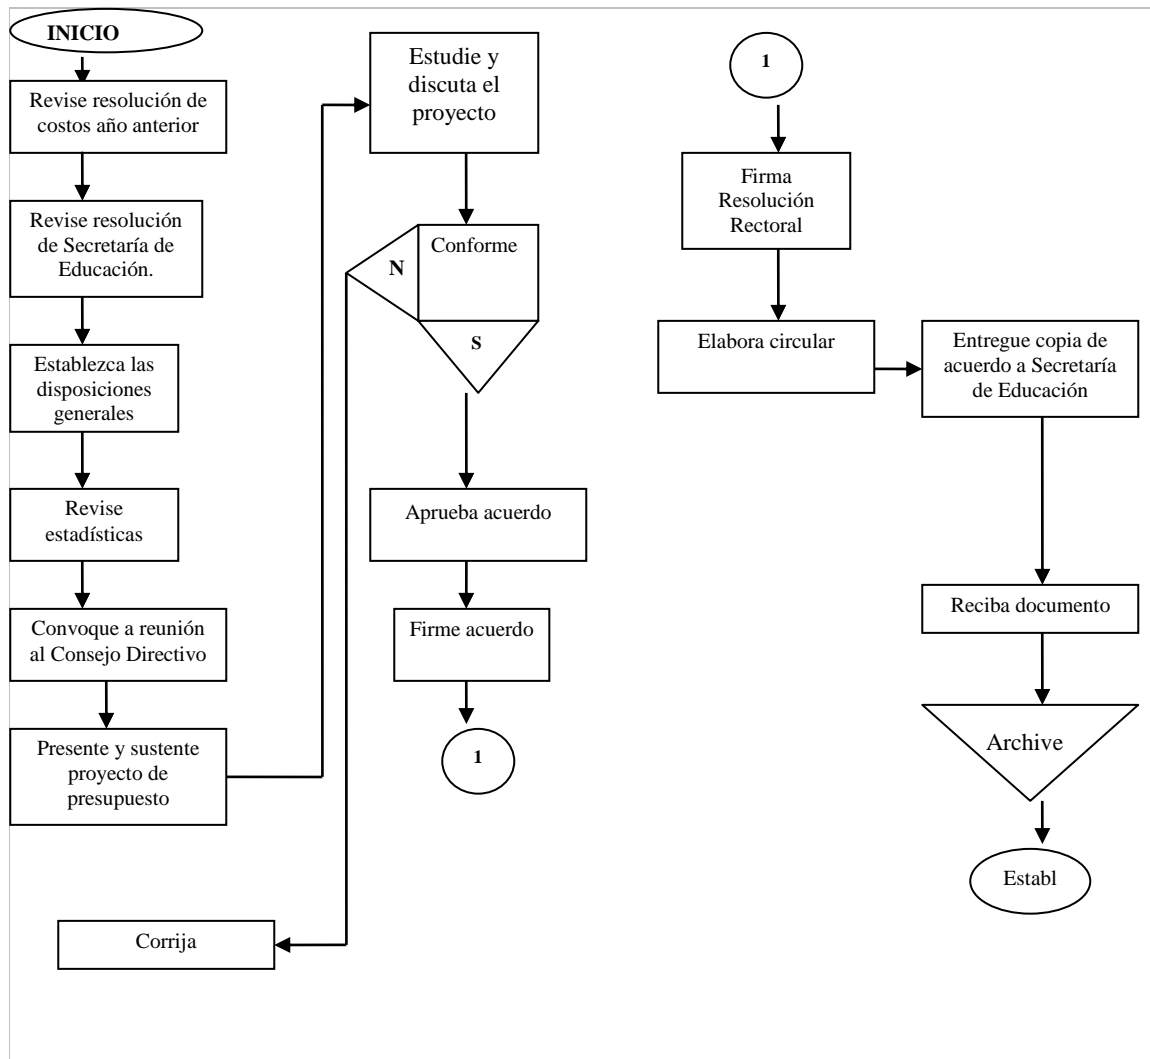 INICIO
Revise resolución de
costos año anterior
Revise resolución
de Secretaría de
Educación.
Establezca las
disposiciones
generales
Revise
estadísticas
Convoque a reunión
al Consejo Directivo
Presente y sustente
proyecto de
presupuesto
Corrija
Estudie y
discuta el
proyecto
Conforme
N
S
Aprueba acuerdo
Firme acuerdo
1
1
Firma
Resolución
Rectoral
Elabora circular
Entregue copia de
acuerdo a Secretaría
de Educación
Reciba documento
Archive
Establ